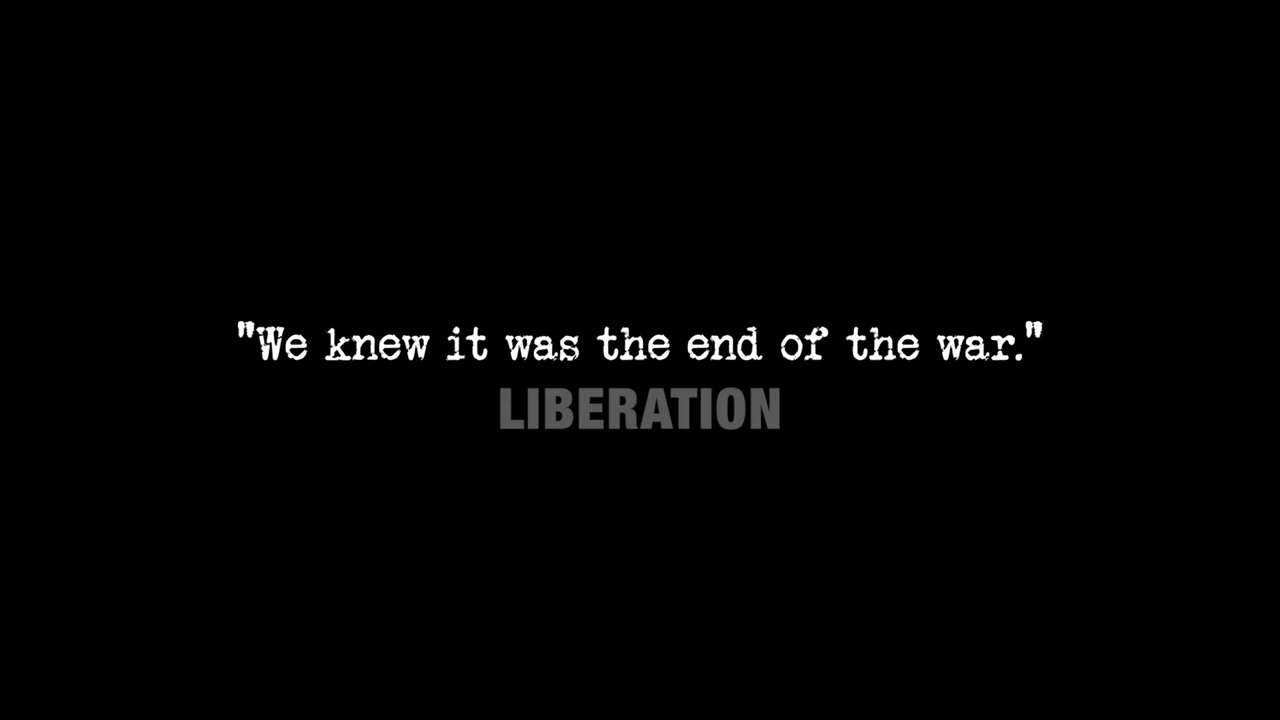 "We knew it was the end of the war."
LIBERATION